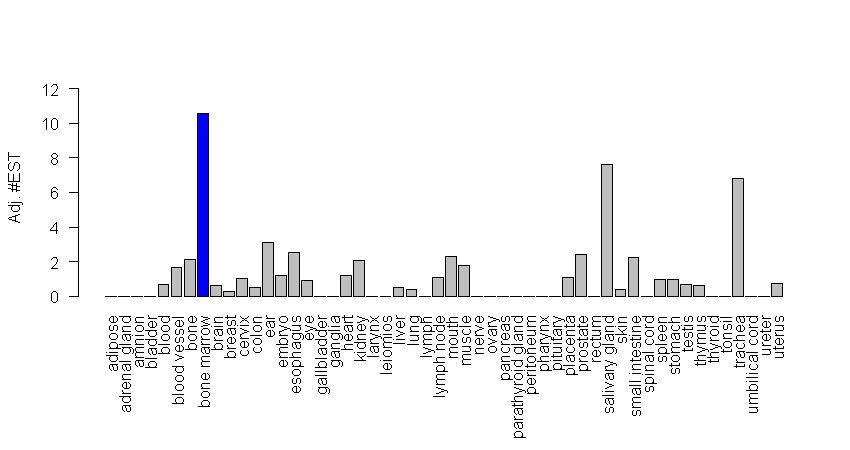 Adj. #EST
12
10
8
6
4
2
0
adipose
adrenal gland
amnion
bladder
blood
blood vessel
bone
bone marrow
brain
breast
cervix
colon
ear
embryo
esophagus
eye
gallbladder
ganglia
heart
kidney
larynx
leiomios
liver
lung
lymph
lymph node
mouth
muscle
nerve
ovary
pancreas
parathyroid gland
peritoneum
pharynx
pituitary
placenta
prostate
rectum
salivary gland
skin
small intestine
spinal cord
spleen
stomach
testis
thymus
thyroid
tonsil
trachea
umbilical cord
ureter
uterus